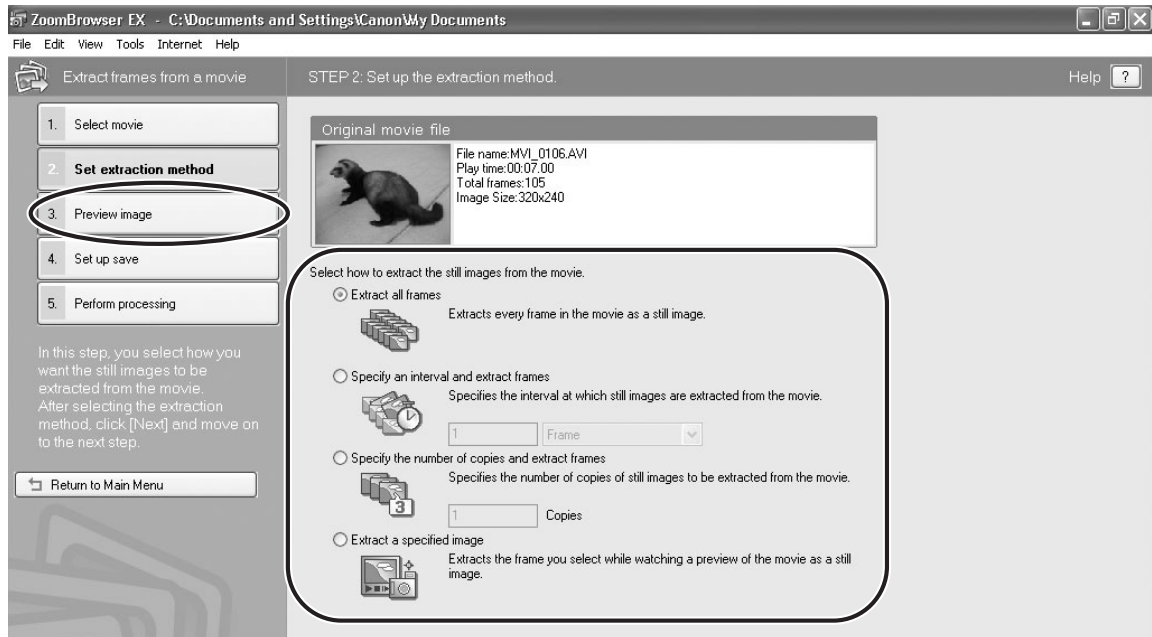 ZoomBrowser EX - C:\Documents and Settings\Canon\My Documents
File Edit View Tools Internet Help
Extract frames from a movie
STEP 2: Set up the extraction method.
Help ?
1. Select movie
2. Set extraction method
3. Preview image
4. Set up save
5. Perform processing
In this step, you select how you
want the still images to be
extracted from the movie.
After selecting the extraction
method, click [Next] and move on
to the next step.
Return to Main Menu
Original movie file
File name:MVI_0106.AVI
Play time:00:07.00
Total frames:105
Image Size:320x240
Select how to extract the still images from the movie.
Extract all frames
Extracts every frame in the movie as a still image.
Specify an interval and extract frames
Specifies the interval at which still images are extracted from the movie.
1 Frame
Specify the number of copies and extract frames
Specifies the number of copies of still images to be extracted from the movie.
3
1 Copies
Extract a specified image
Extracts the frame you select while watching a preview of the movie as a still
image.